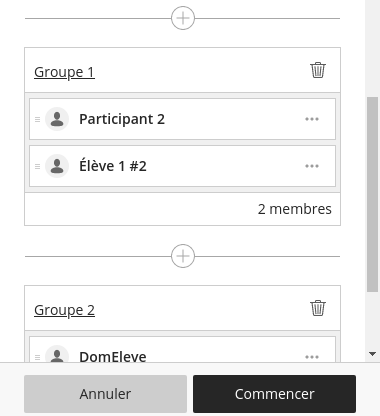 Groupe 1
Participant 2
Élève 1 #2
2 membres
Groupe 2
DomEleve
Annuler
Commencer